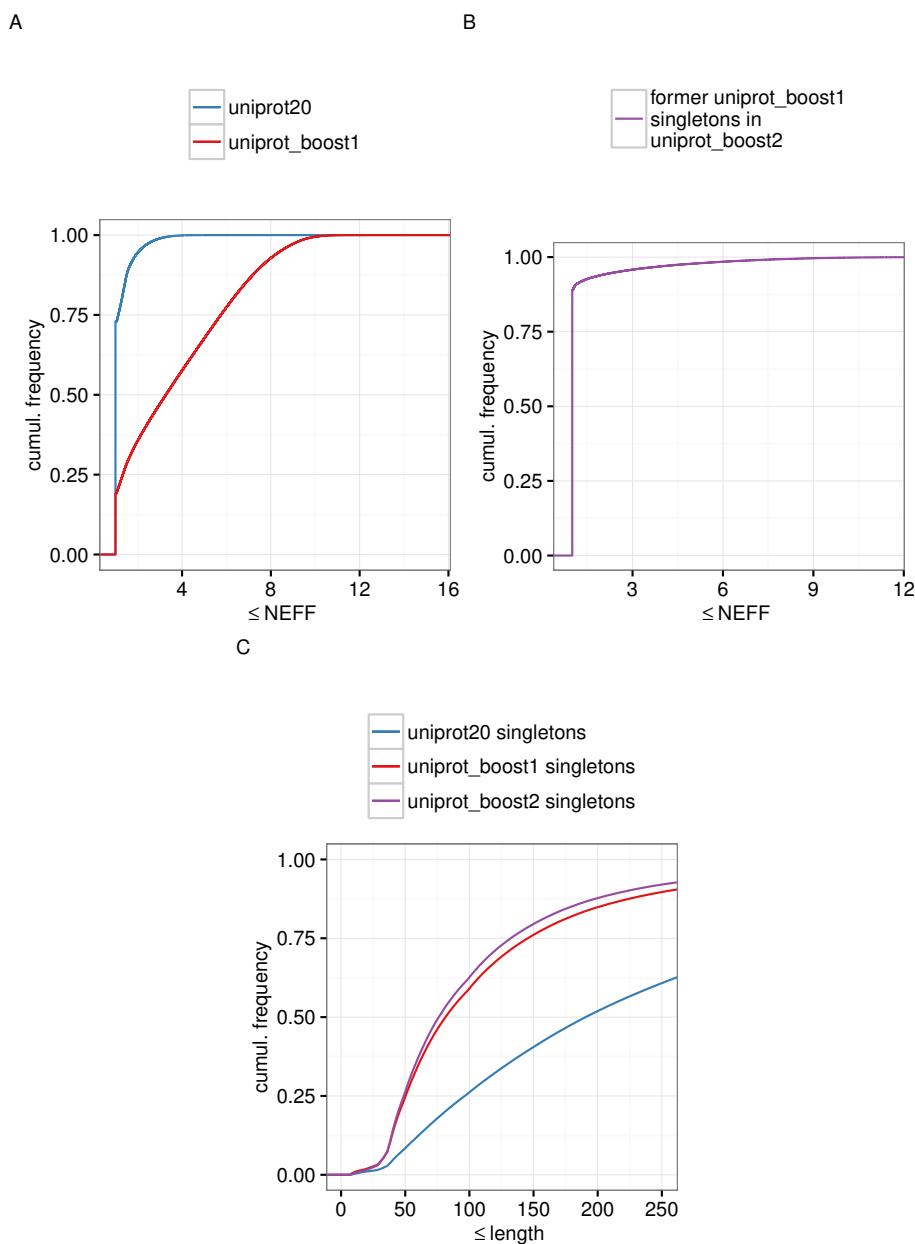 A
B
uniprot20
uniprot_boost1
former uniprot_boost1
singletons in
uniprot_boost2
cumul. frequency
1.00
0.75
0.50
0.25
0.00
4
8
12
16
≤ NEFF
cumul. frequency
1.00
0.75
0.50
0.25
0.00
3
6
9
12
≤ NEFF
C
uniprot20 singletons
uniprot_boost1 singletons
uniprot_boost2 singletons
cumul. frequency
1.00
0.75
0.50
0.25
0.00
0
50
100
150
200
250
≤ length